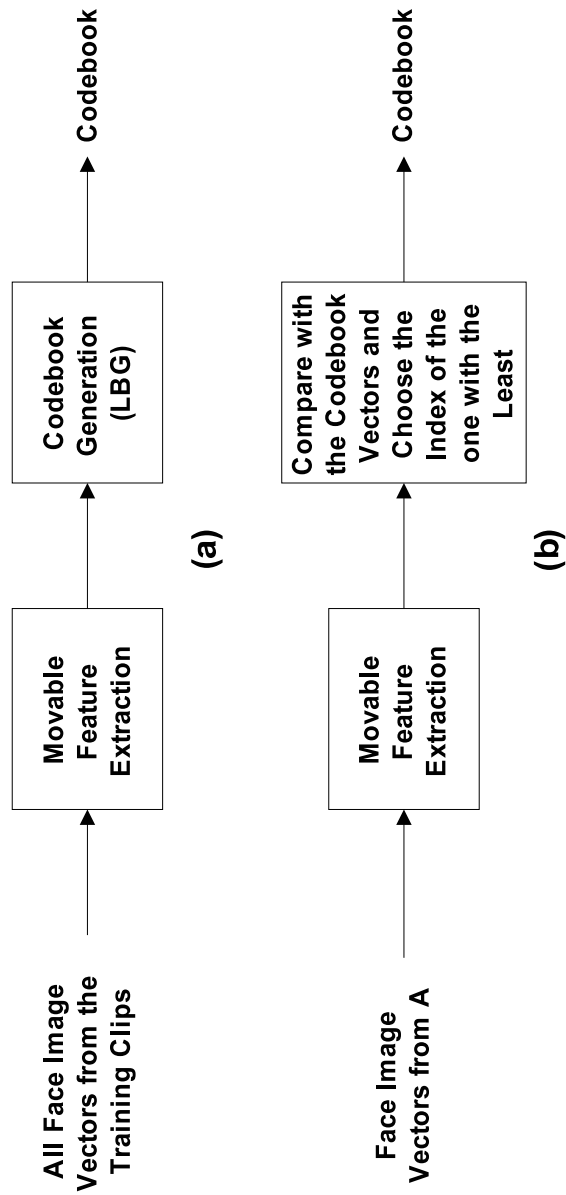 All Face Image
Vectors from the
Training Clips
Movable
Feature
Extraction
Codebook
Generation
(LBG)
Codebook
(a)
Face Image
Vectors from A
Movable
Feature
Extraction
Compare with
the Codebook
Vectors and
Choose the
Index of the
one with the
Least
Codebook
(b)